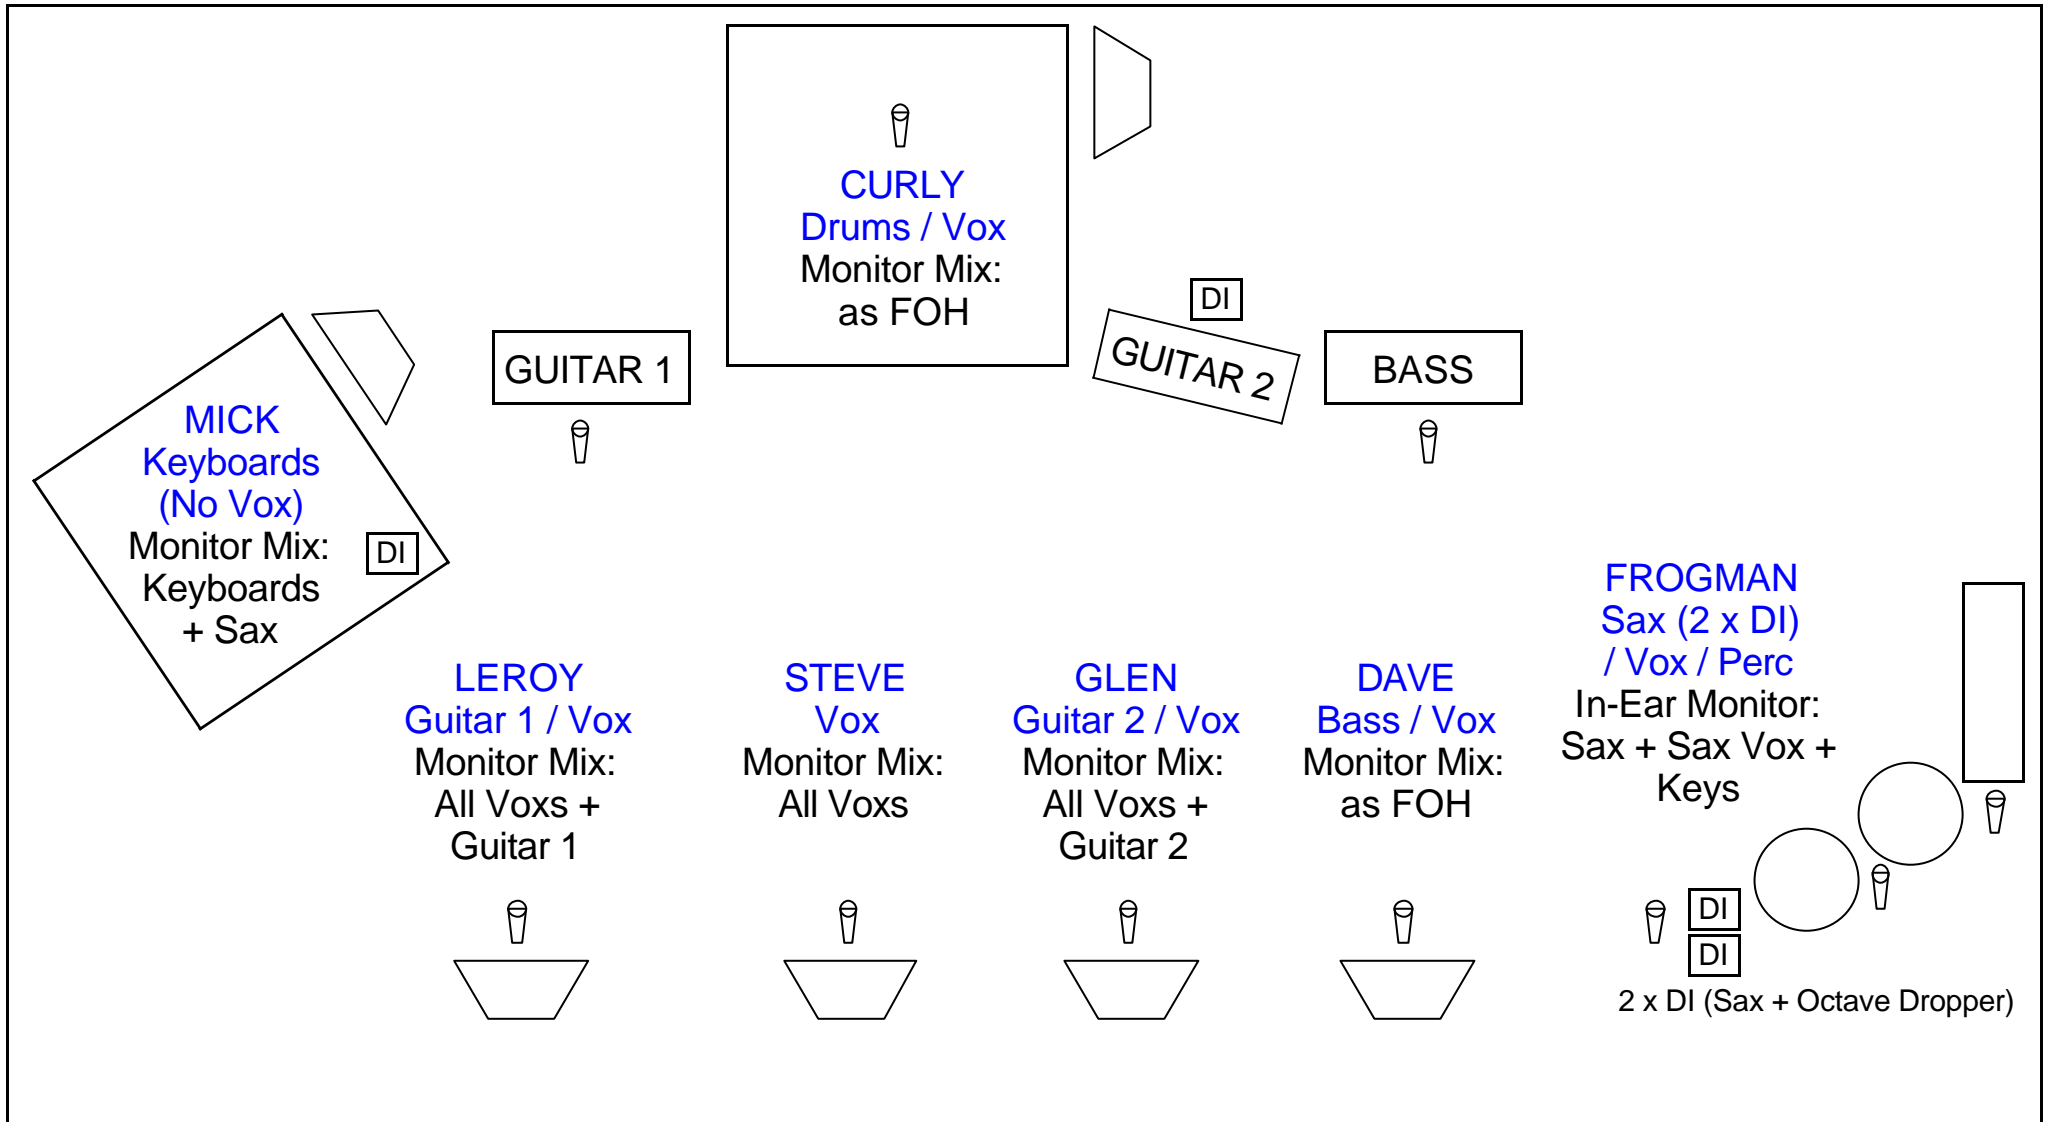 CURLY
Drums / Vox
Monitor Mix:
as FOH
DI
GUITAR 1
GUITAR 2
BASS
MICK
Keyboards
(No Vox)
Monitor Mix:
Keyboards
+ Sax
DI
LEROY
Guitar 1 / Vox
Monitor Mix:
All Voxs +
Guitar 1
STEVE
Vox
Monitor Mix:
All Voxs
GLEN
Guitar 2 / Vox
Monitor Mix:
All Voxs +
Guitar 2
DAVE
Bass / Vox
Monitor Mix:
as FOH
FROGMAN
Sax (2 x DI)
/ Vox / Perc
In-Ear Monitor:
Sax + Sax Vox +
Keys
DI
DI
2 x DI (Sax + Octave Dropper)